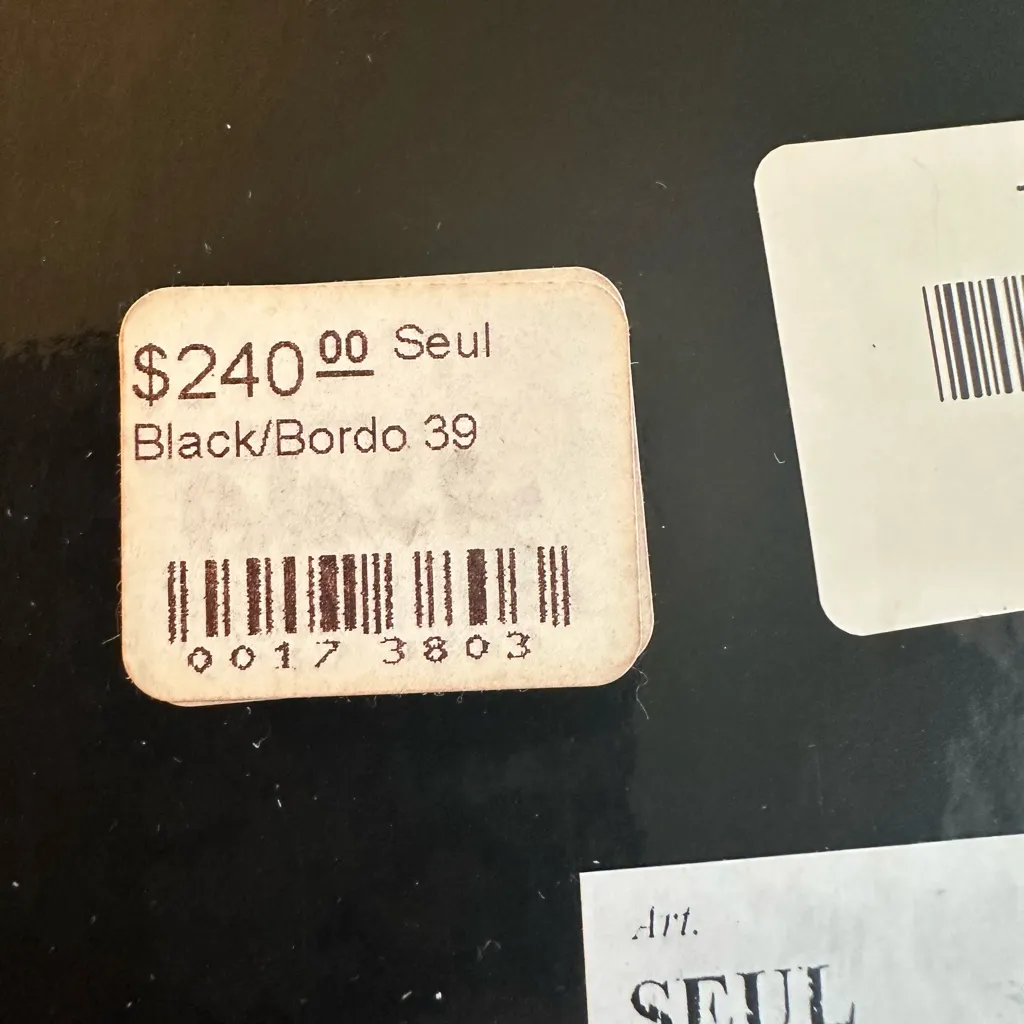 $240 00 Seul
Black/Bordo 39
0017 3803
Art.
SEUL